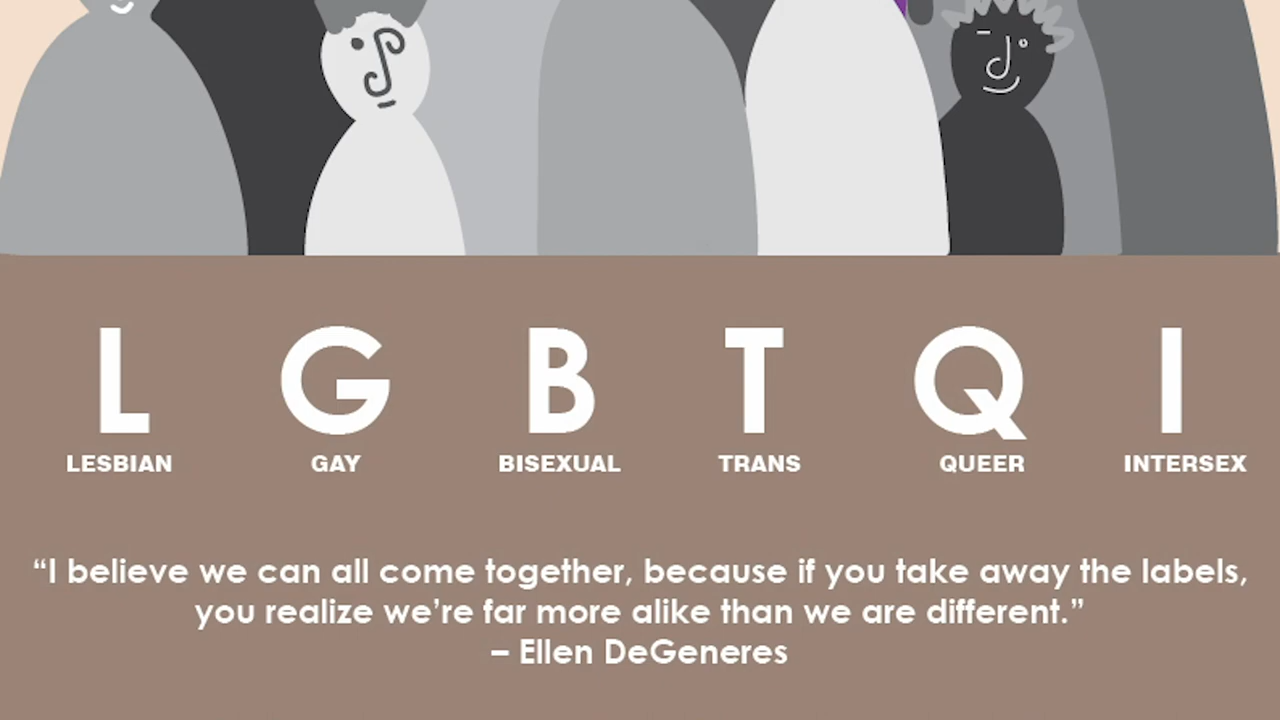 L G B T Q I
LESBIAN GAY BISEXUAL TRANS QUEER INTERSEX
“I believe we can all come together, because if you take away the labels,
you realize we’re far more alike than we are different.”
– Ellen DeGeneres